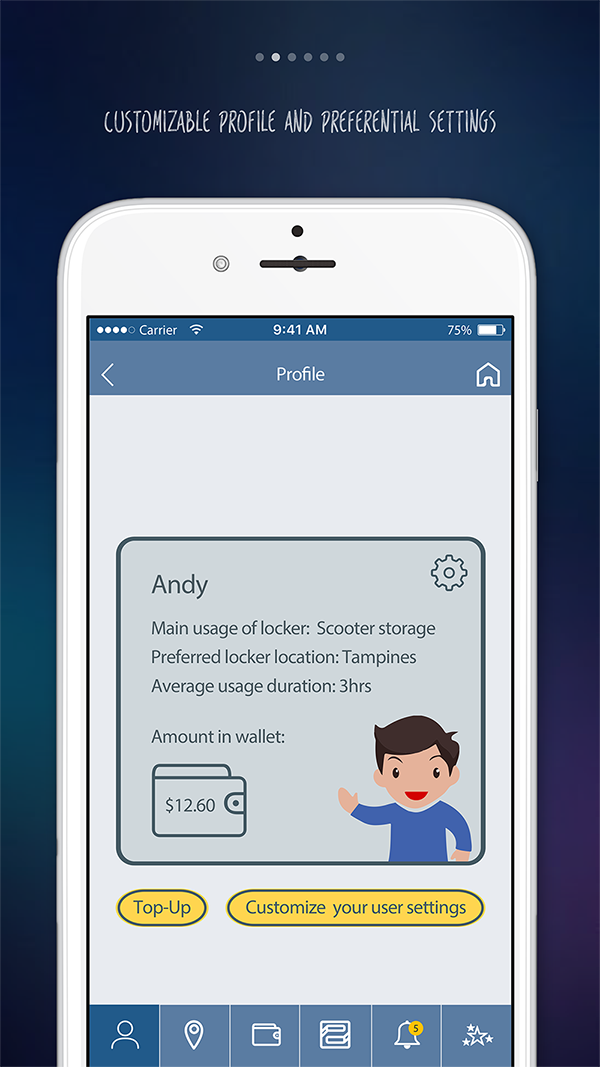 CUSTOMIZABLE PROFILE AND PREFERENTIAL SETTINGS
Carrier 9:41 AM 75%
Profile
Andy
Main usage of locker: Scooter storage
Preferred locker location: Tampines
Average usage duration: 3hrs
Amount in wallet:
$12.60
Top-Up Customize your user settings
5